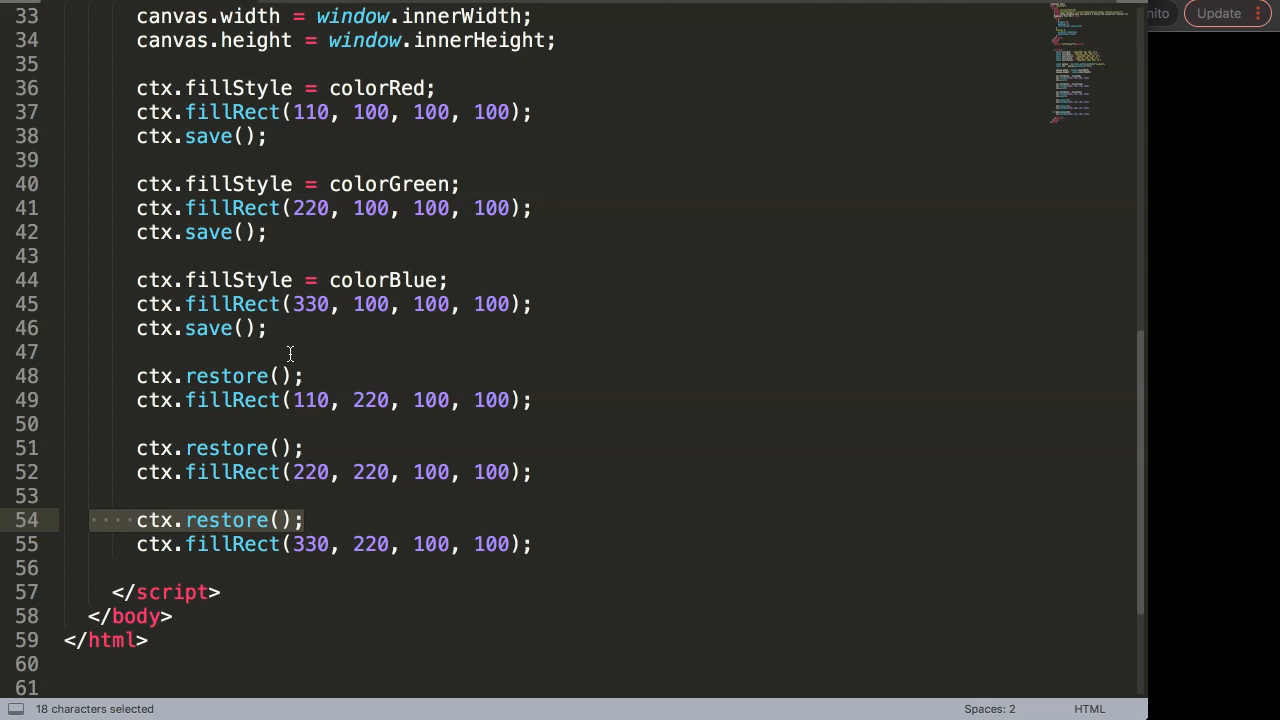 33 canvas.width = window.innerWidth;
34 canvas.height = window.innerHeight;
35
36 ctx.fillStyle = colorRed;
37 ctx.fillRect(110, 100, 100, 100);
38 ctx.save();
39
40 ctx.fillStyle = colorGreen;
41 ctx.fillRect(220, 100, 100, 100);
42 ctx.save();
43
44 ctx.fillStyle = colorBlue;
45 ctx.fillRect(330, 100, 100, 100);
46 ctx.save();
47
48 ctx.restore();
49 ctx.fillRect(110, 220, 100, 100);
50
51 ctx.restore();
52 ctx.fillRect(220, 220, 100, 100);
53
54 ctx.restore();
55 ctx.fillRect(330, 220, 100, 100);
56
57 </script>
58 </body>
59 </html>
60
61
nito Update
18 characters selected Spaces: 2 HTML